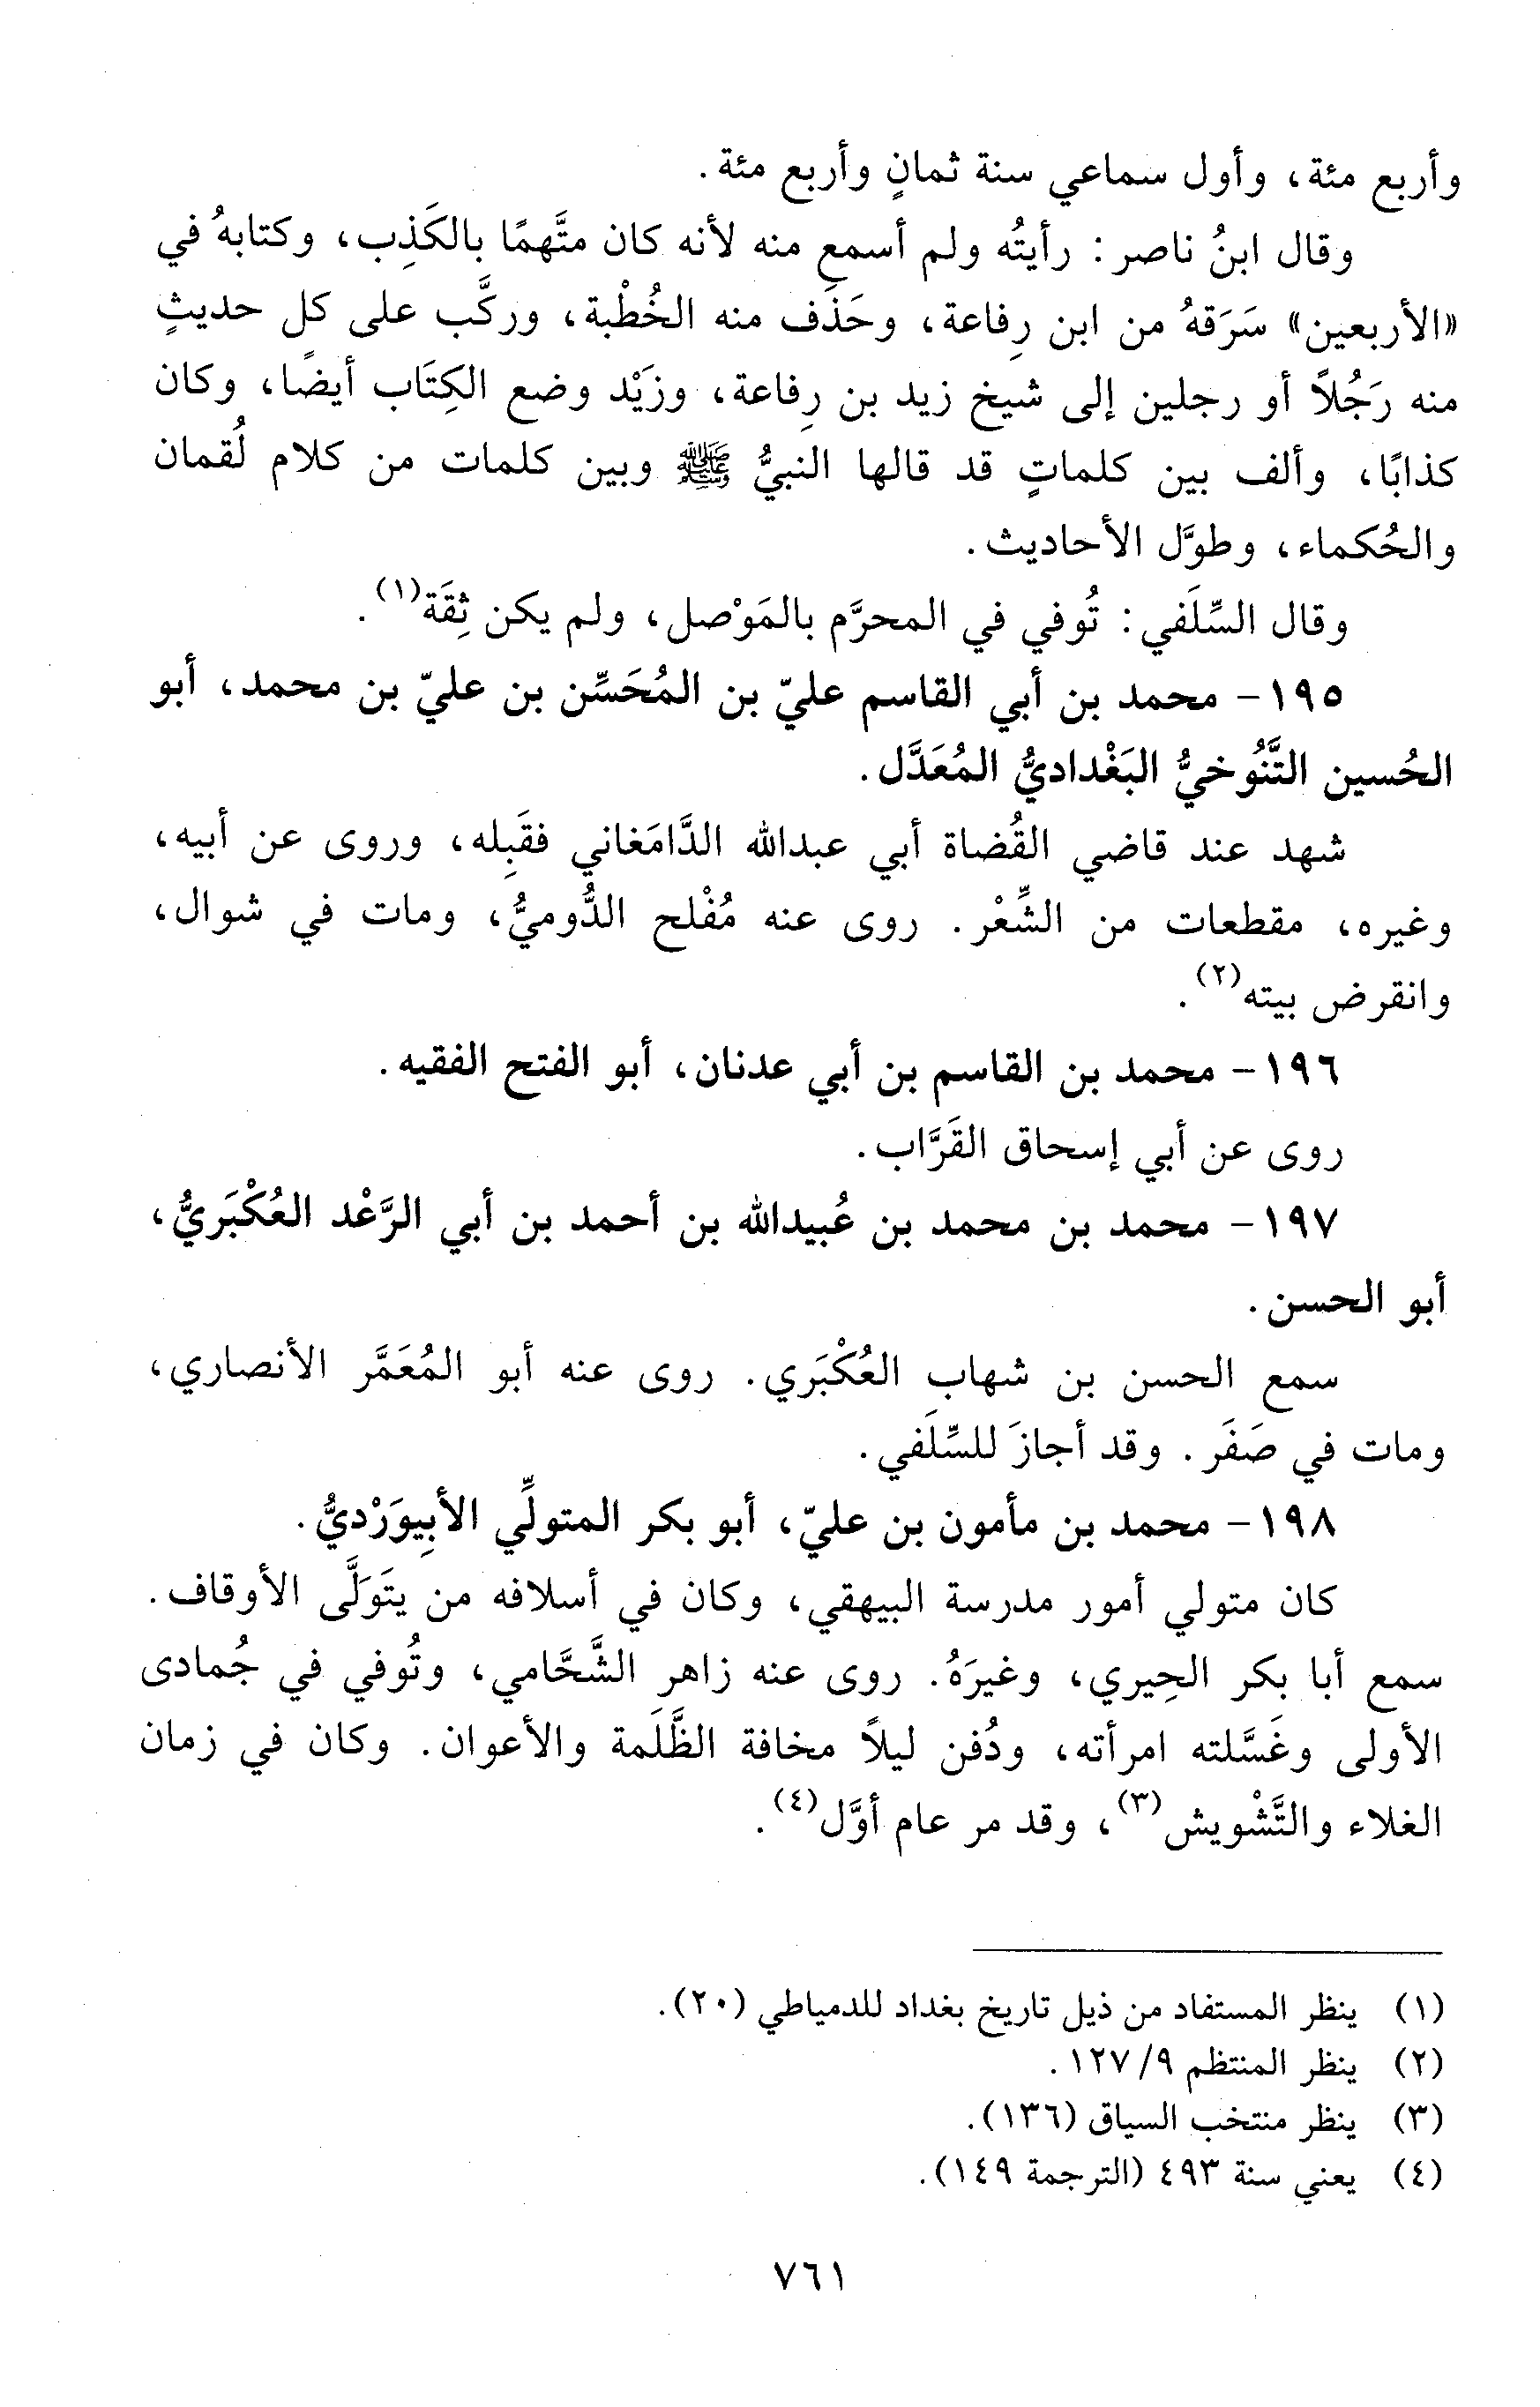 وأربع مئة، وأول سماعي سنة ثمانٍ وأربع مئة.
وقال ابنُ ناصر: رأيتُه ولم أسمع منه لأنه كان متَّهمًا بالكَذِب، وكتابهُ في
«الأربعين» سَرَقهُ من ابن رِفاعة، وحَذَف منه الخُطْبة، وركَّب على كل حديثٍ
منه رَجُلاً أو رجلين إلى شيخ زيد بن رِفاعة، وزَيْد وضع الكِتَاب أيضًا، وكان
كذابًا، وألف بين كلماتٍ قد قالها النبيُّ ﷺ وبين كلمات من كلام لُقمان
والحُكماء، وطوَّل الأحاديث.
وقال السِّلَفي: تُوفي في المحرَّم بالمَوْصل، ولم يكن ثِقَة(١).
١٩٥- محمد بن أبي القاسم عليّ بن المُحَسِّن بن عليّ بن محمد، أبو
الحُسين التَّنُوخيُّ البَغْداديُّ المُعَدَّل.
شهد عند قاضي القُضاة أبي عبدالله الدَّامَغاني فقَبِله، وروى عن أبيه،
وغيره، مقطعات من الشِّعْر. روى عنه مُفْلح الدُّوميُّ، ومات في شوال،
وانقرض بيته(٢).
١٩٦- محمد بن القاسم بن أبي عدنان، أبو الفتح الفقيه.
روى عن أبي إسحاق القَرَّاب.
١٩٧- محمد بن محمد بن عُبيدالله بن أحمد بن أبي الرَّعْد العُكْبَريُّ،
أبو الحسن.
سمع الحسن بن شهاب العُكْبَري. روى عنه أبو المُعَمَّر الأنصاري،
ومات في صَفَر. وقد أجازَ للسِّلَفي.
١٩٨- محمد بن مأمون بن عليّ، أبو بكر المتولِّي الأبِيوَرْديُّ.
كان متولي أمور مدرسة البيهقي، وكان في أسلافه من يتَوَلَّى الأوقاف.
سمع أبا بكر الحِيري، وغيرَهُ. روى عنه زاهر الشَّحَّامي، وتُوفي في جُمادى
الأولى وغَسَّلته امرأته، ودُفن ليلاً مخافة الظَّلَمة والأعوان. وكان في زمان
الغلاء والتَّشْويش(٣)، وقد مر عام أوَّل(٤).
(١) ينظر المستفاد من ذيل تاريخ بغداد للدمياطي (٢٠).
(٢) ينظر المنتظم ٩/ ١٢٧.
(٣) ينظر منتخب السياق (١٣٦).
(٤) يعني سنة ٤٩٣ (الترجمة ١٤٩).
٧٦١